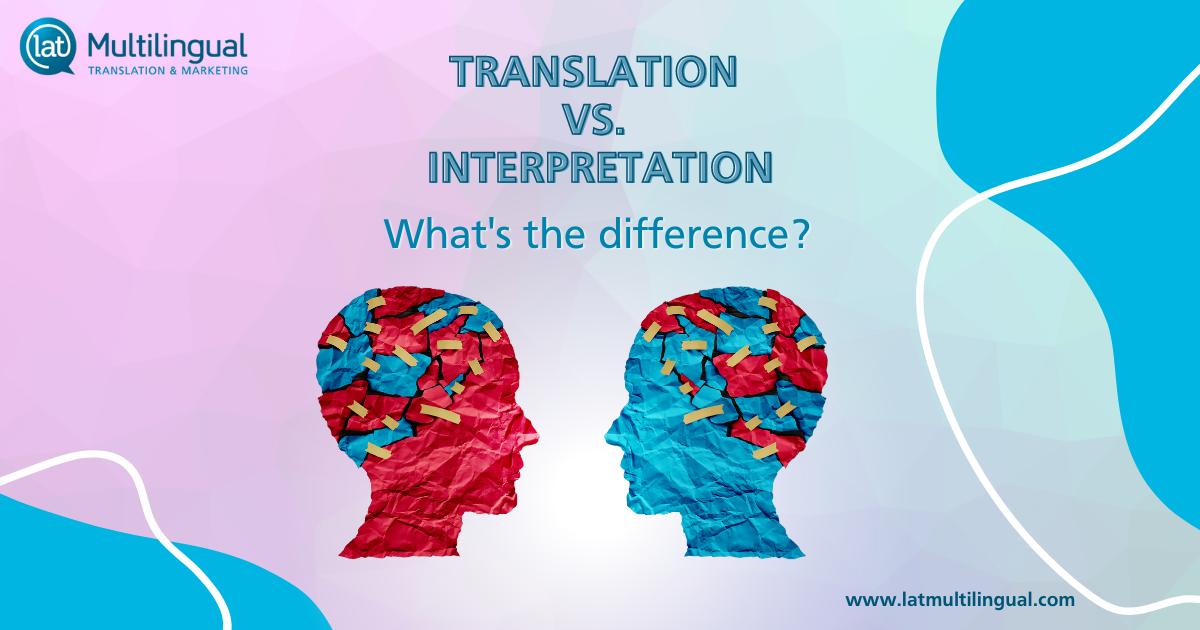 lat Multilingual
TRANSLATION & MARKETING
TRANSLATION
VS.
INTERPRETATION
What's the difference?
www.latmultilingual.com